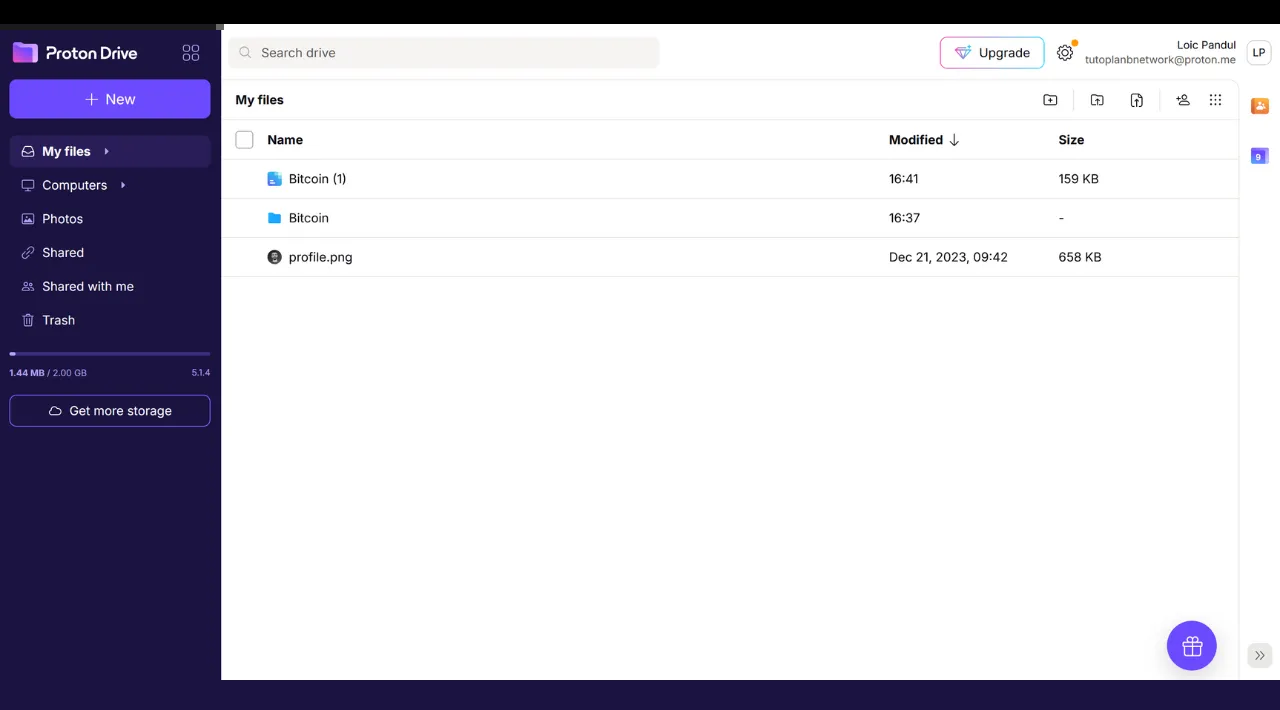 Proton Drive
New
My files
Computers
Photos
Shared
Shared with me
Trash
1.44 MB / 2.00 GB 5.1.4
Get more storage
Search drive
Upgrade
Loic Pandul
tutoplanbnetwork@proton.me
LP
My files
Name Modified Size
Bitcoin (1) 16:41 159 KB
Bitcoin 16:37 -
profile.png Dec 21, 2023, 09:42 658 KB
9